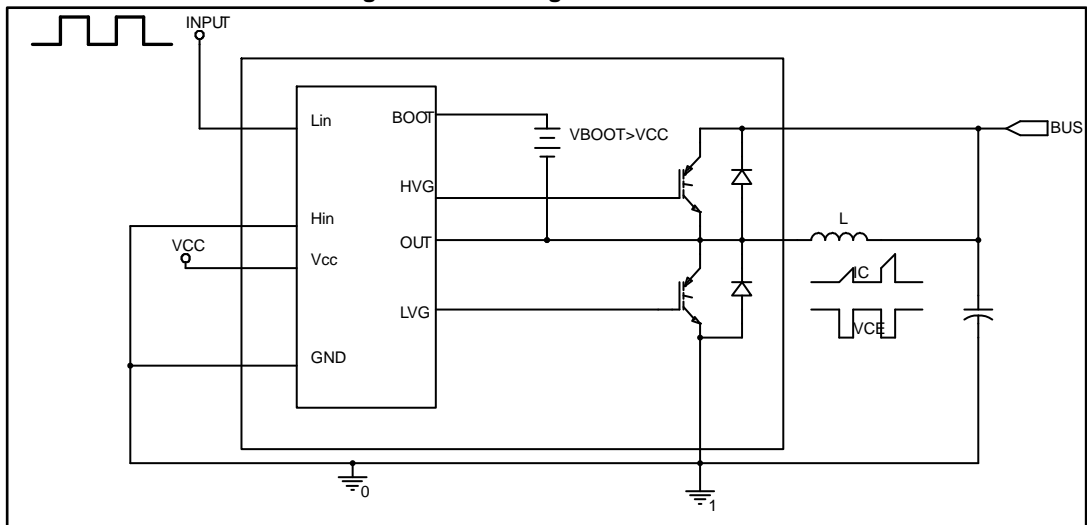 INPUT
Lin
BOOT
VBOOT>VCC
BUS
HVG
Hin
L
VCC
OUT
Vcc
IC
LVG
VCE
GND
0
1